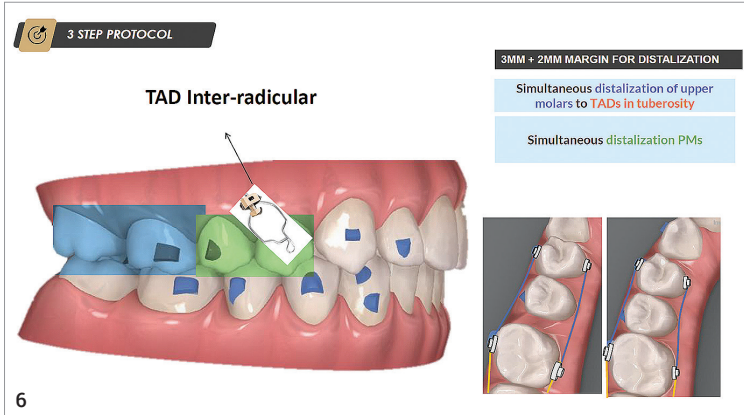 3 STEP PROTOCOL
TAD Inter-radicular
3MM + 2MM MARGIN FOR DISTALIZATION
Simultaneous distalization of upper
molars to TADs in tuberosity
Simultaneous distalization PMs
6